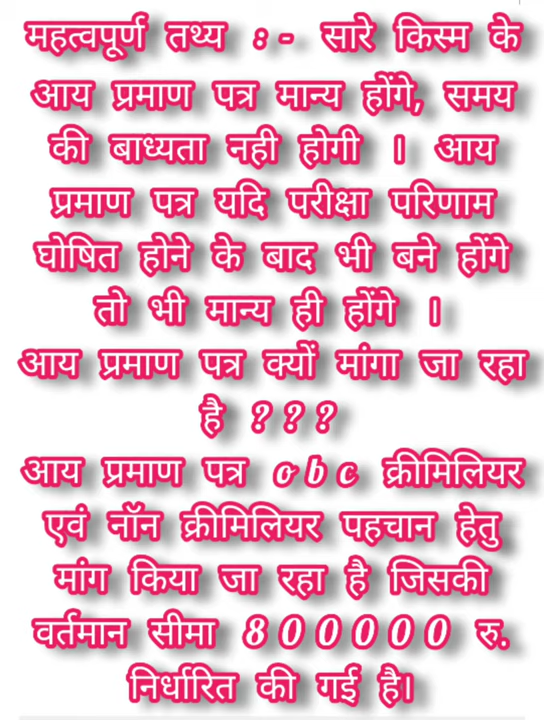 महत्वपूर्ण तथ्य :- सारे किस्म के
आय प्रमाण पत्र मान्य होंगे, समय
की बाध्यता नही होगी । आय
प्रमाण पत्र यदि परीक्षा परिणाम
घोषित होने के बाद भी बने होंगे
तो भी मान्य ही होंगे ।
आय प्रमाण पत्र क्यों मांगा जा रहा
है ???
आय प्रमाण पत्र obc क्रीमिलियर
एवं नॉन क्रीमिलियर पहचान हेतु
मांग किया जा रहा है जिसकी
वर्तमान सीमा 800000 रु.
निर्धारित की गई है।